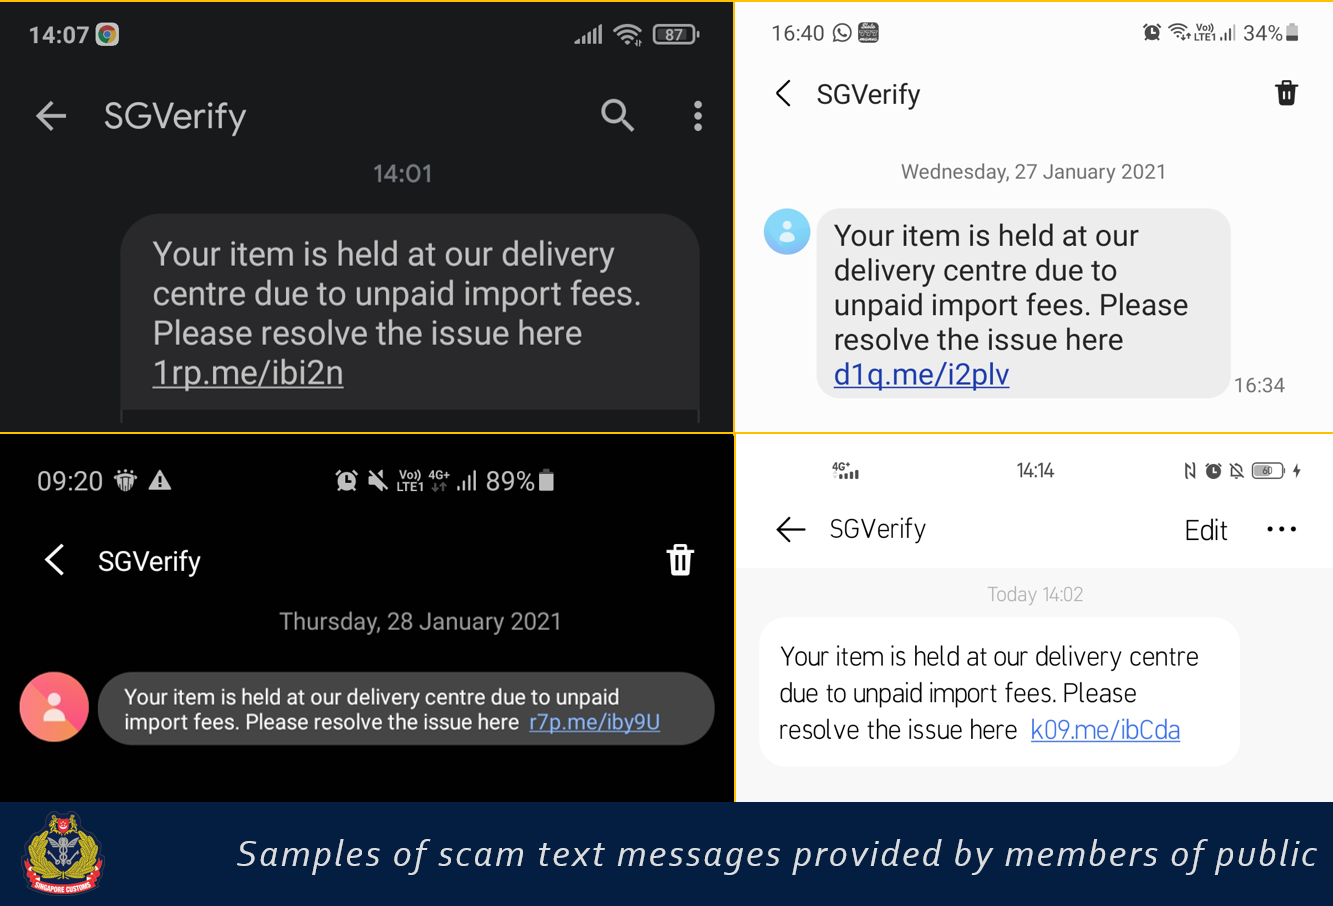 14:07
87
SGVerify
14:01
Your item is held at our delivery
centre due to unpaid import fees.
Please resolve the issue here
1rp.me/ibi2n
16:40
Vo))
LTE1
34%
SGVerify
Wednesday, 27 January 2021
Your item is held at our
delivery centre due to
unpaid import fees. Please
resolve the issue here
d1q.me/i2plv
16:34
09:20
Vo)) 4G+
LTE1
89%
SGVerify
Thursday, 28 January 2021
Your item is held at our delivery centre due to unpaid
import fees. Please resolve the issue here r7p.me/iby9U
4G+
14:14
60
SGVerify
Edit
Today 14:02
Your item is held at our delivery centre
due to unpaid import fees. Please
resolve the issue here k09.me/ibCda
SINGAPORE CUSTOMS
Samples of scam text messages provided by members of public